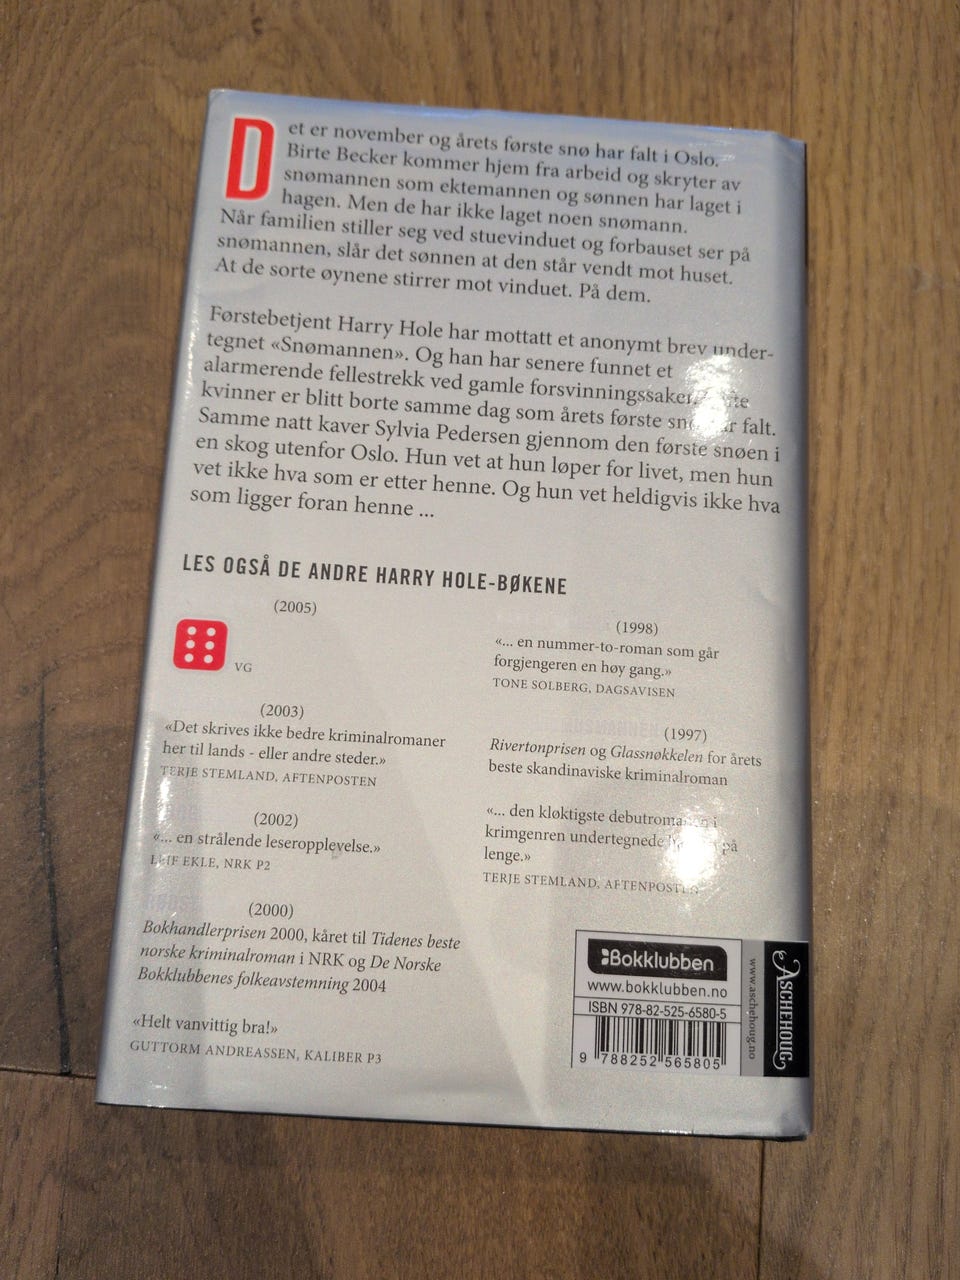 Det er november og årets første snø har falt i Oslo.
Birte Becker kommer hjem fra arbeid og skryter av
snømannen som ektemannen og sønnen har laget i
hagen. Men de har ikke laget noen snømann.
Når familien stiller seg ved stuevinduet og forbauset ser på
snømannen, slår det sønnen at den står vendt mot huset.
At de sorte øynene stirrer mot vinduet. På dem.
Førstebetjent Harry Hole har mottatt et anonymt brev under-
tegnet «Snømannen». Og han har senere funnet et
alarmerende fellestrekk ved gamle forsvinningssaker.
kvinner er blitt borte samme dag som årets første falt.
Samme natt kaver Sylvia Pedersen gjennom den første snøen i
en skog utenfor Oslo. Hun vet at hun løper for livet, men hun
vet ikke hva som er etter henne. Og hun vet heldigvis ikke hva
som ligger foran henne ...
LES OGSÅ DE ANDRE HARRY HOLE-BØKENE
(2005)
VG
(2003)
«Det skrives ikke bedre kriminalromaner
her til lands - eller andre steder.»
TERJE STEMLAND, AFTENPOSTEN
(2002)
«... en strålende leseropplevelse.»
LEIF EKLE, NRK P2
(2000)
Bokhandlerprisen 2000, kåret til Tidenes beste
norske kriminalroman i NRK og De Norske
Bokklubbenes folkeavstemning 2004
«Helt vanvittig bra!»
GUTTORM ANDREASSEN, KALIBER P3
(1998)
«... en nummer-to-roman som går
forgjengeren en høy gang.»
TONE SOLBERG, DAGSAVISEN
(1997)
Rivertonprisen og Glassnøkkelen for årets
beste skandinaviske kriminalroman
«... den kløktigste debutromanen i
krimgenren undertegnede på
lenge.»
TERJE STEMLAND, AFTENPOSTEN
Bokklubben
www.bokklubben.no
ISBN 978-82-525-6580-5
9 788252 565805
www.aschehoug.no
ASCHEHOUG